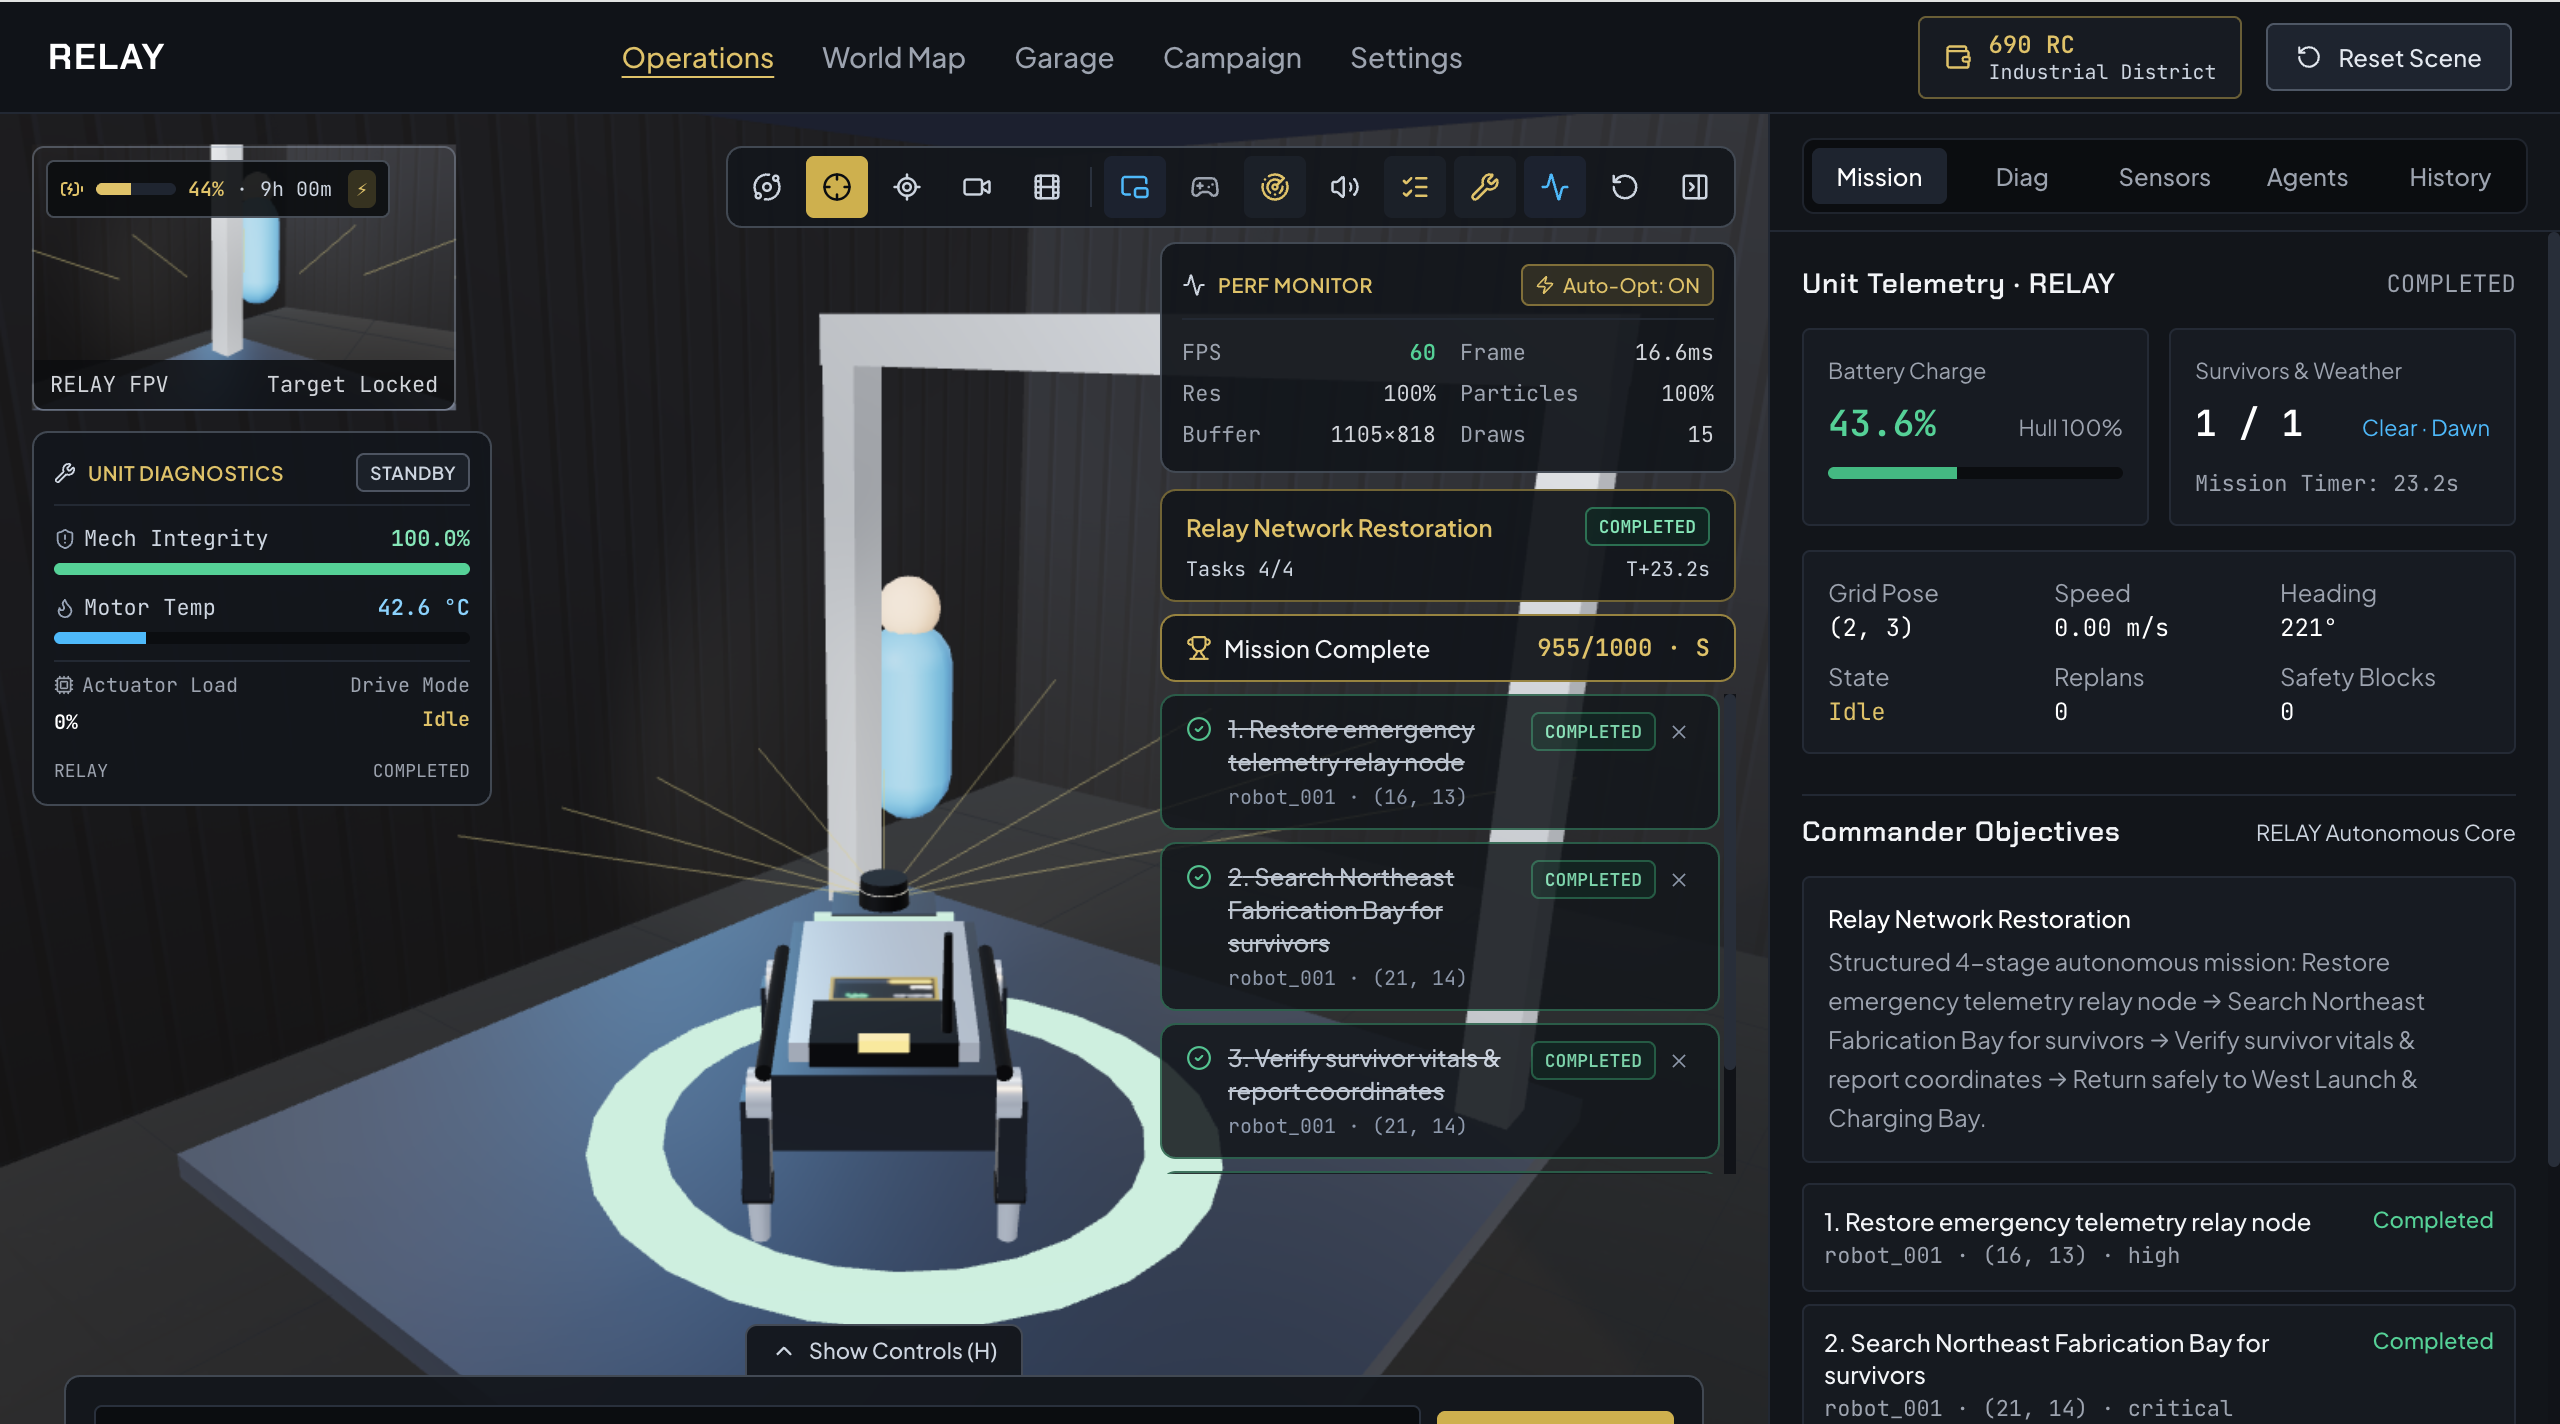 RELAY
Operations
World Map
Garage
Campaign
Settings
690 RC
Industrial District
Reset Scene
44% · 9h 00m
RELAY FPV
Target Locked
UNIT DIAGNOSTICS
STANDBY
Mech Integrity
100.0%
Motor Temp
42.6 °C
Actuator Load
Drive Mode
0%
Idle
RELAY
COMPLETED
PERF MONITOR
Auto-Opt: ON
FPS
60
Frame
16.6ms
Res
100%
Particles
100%
Buffer
1105×818
Draws
15
Relay Network Restoration
COMPLETED
Tasks 4/4
T+23.2s
Mission Complete
955/1000 · S
1. Restore emergency
telemetry relay node
COMPLETED
robot_001 · (16, 13)
2. Search Northeast
Fabrication Bay for
survivors
COMPLETED
robot_001 · (21, 14)
3. Verify survivor vitals &
report coordinates
COMPLETED
robot_001 · (21, 14)
Show Controls (H)
Mission
Diag
Sensors
Agents
History
Unit Telemetry · RELAY
COMPLETED
Battery Charge
43.6%
Hull 100%
Survivors & Weather
1 / 1
Clear · Dawn
Mission Timer: 23.2s
Grid Pose
(2, 3)
Speed
0.00 m/s
Heading
221°
State
Idle
Replans
0
Safety Blocks
0
Commander Objectives
RELAY Autonomous Core
Relay Network Restoration
Structured 4-stage autonomous mission: Restore
emergency telemetry relay node → Search Northeast
Fabrication Bay for survivors → Verify survivor vitals &
report coordinates → Return safely to West Launch &
Charging Bay.
1. Restore emergency telemetry relay node
Completed
robot_001 · (16, 13) · high
2. Search Northeast Fabrication Bay for
survivors
Completed
robot_001 · (21, 14) · critical